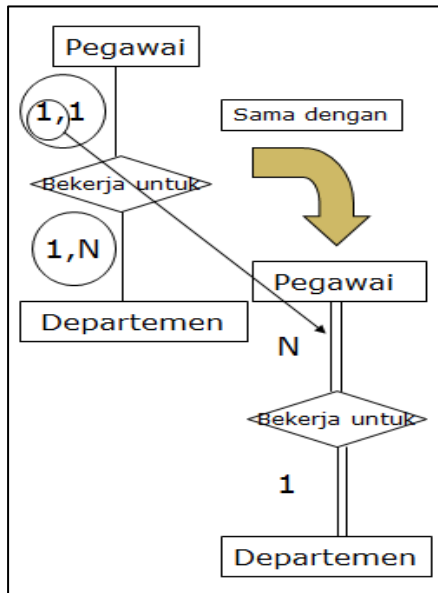 Pegawai
1,1
Sama dengan
Bekerja untuk
1,N
Departemen
Pegawai
N
Bekerja untuk
1
Departemen